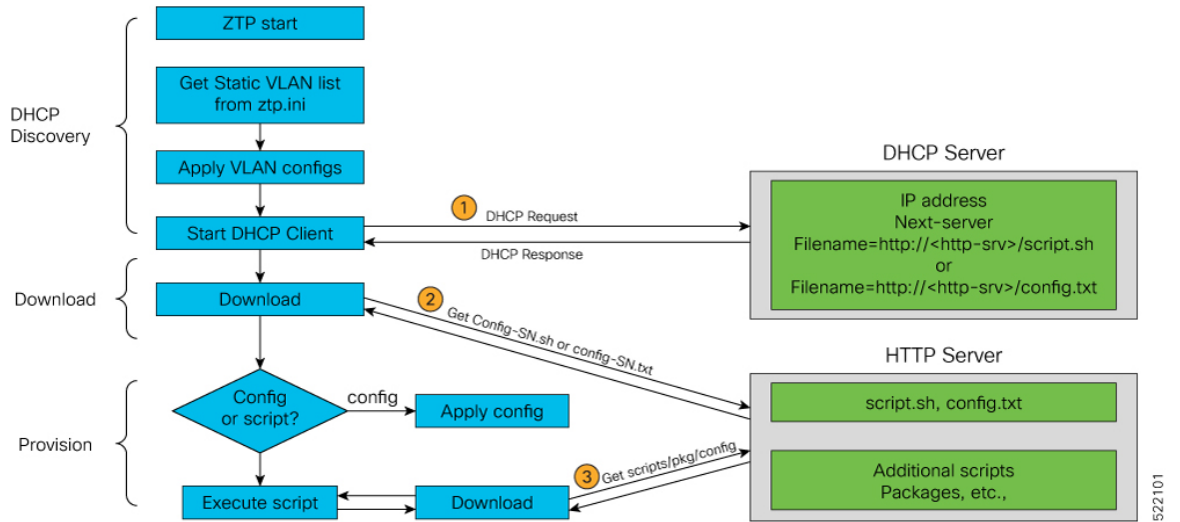 ZTP start
Get Static VLAN list
from ztp.ini
DHCP
Discovery
Apply VLAN configs
DHCP Server
IP address
Next-server
Filename=http://<http-srv>/script.sh
or
Filename=http://<http-srv>/config.txt
1
DHCP Request
Start DHCP Client
DHCP Response
Download
Download
2
Get Config-SN.sh or config-SN.txt
HTTP Server
script.sh, config.txt
Config
or script?
config
Apply config
Provision
3
Get scripts/pkg/config
Additional scripts
Packages, etc.,
Execute script
Download
522101